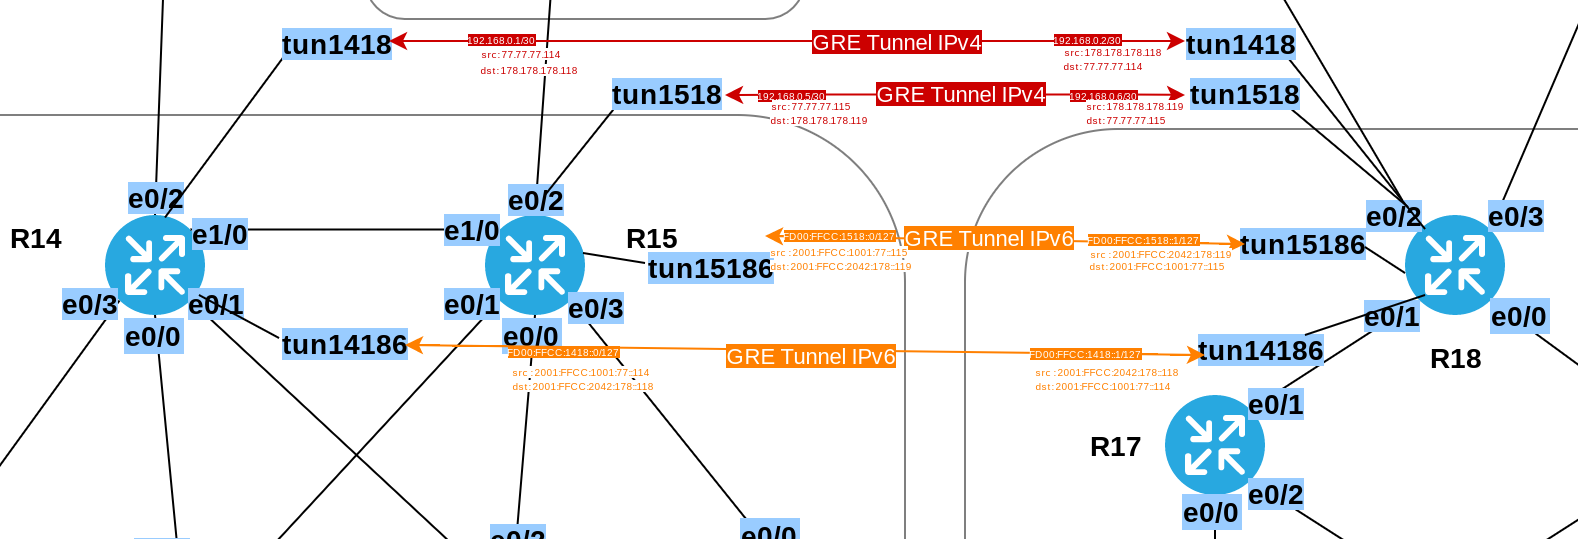 tun1418
192.168.0.1/30
GRE Tunnel IPv4
192.168.0.2/30
tun1418
src:77.77.77.114
dst:178.178.178.118
src:178.178.178.118
dst:77.77.77.114
tun1518
192.168.0.5/30
GRE Tunnel IPv4
192.168.0.6/30
tun1518
src:77.77.77.115
dst:178.178.178.119
src:178.178.178.119
dst:77.77.77.115
e0/2
e0/2
e0/2
e0/3
R14
e1/0
e1/0
R15
FD00:FFCC:1518::0/127
GRE Tunnel IPv6
FD00:FFCC:1518::1/127
tun15186
tun15186
src:2001:FFCC:1001:77::115
dst:2001:FFCC:2042:178::119
src:2001:FFCC:2042:178:119
dst:2001:FFCC:1001:77::115
e0/3
e0/1
e0/1
e0/3
e0/1
e0/0
e0/0
e0/0
tun14186
FD00:FFCC:1418::0/127
GRE Tunnel IPv6
FD00:FFCC:1418::1/127
tun14186
R18
src:2001:FFCC:1001:77::114
dst:2001:FFCC:2042:178::118
src:2001:FFCC:2042:178::118
dst:2001:FFCC:1001:77::114
e0/1
R17
e0/2
e0/0
e0/2
e0/0